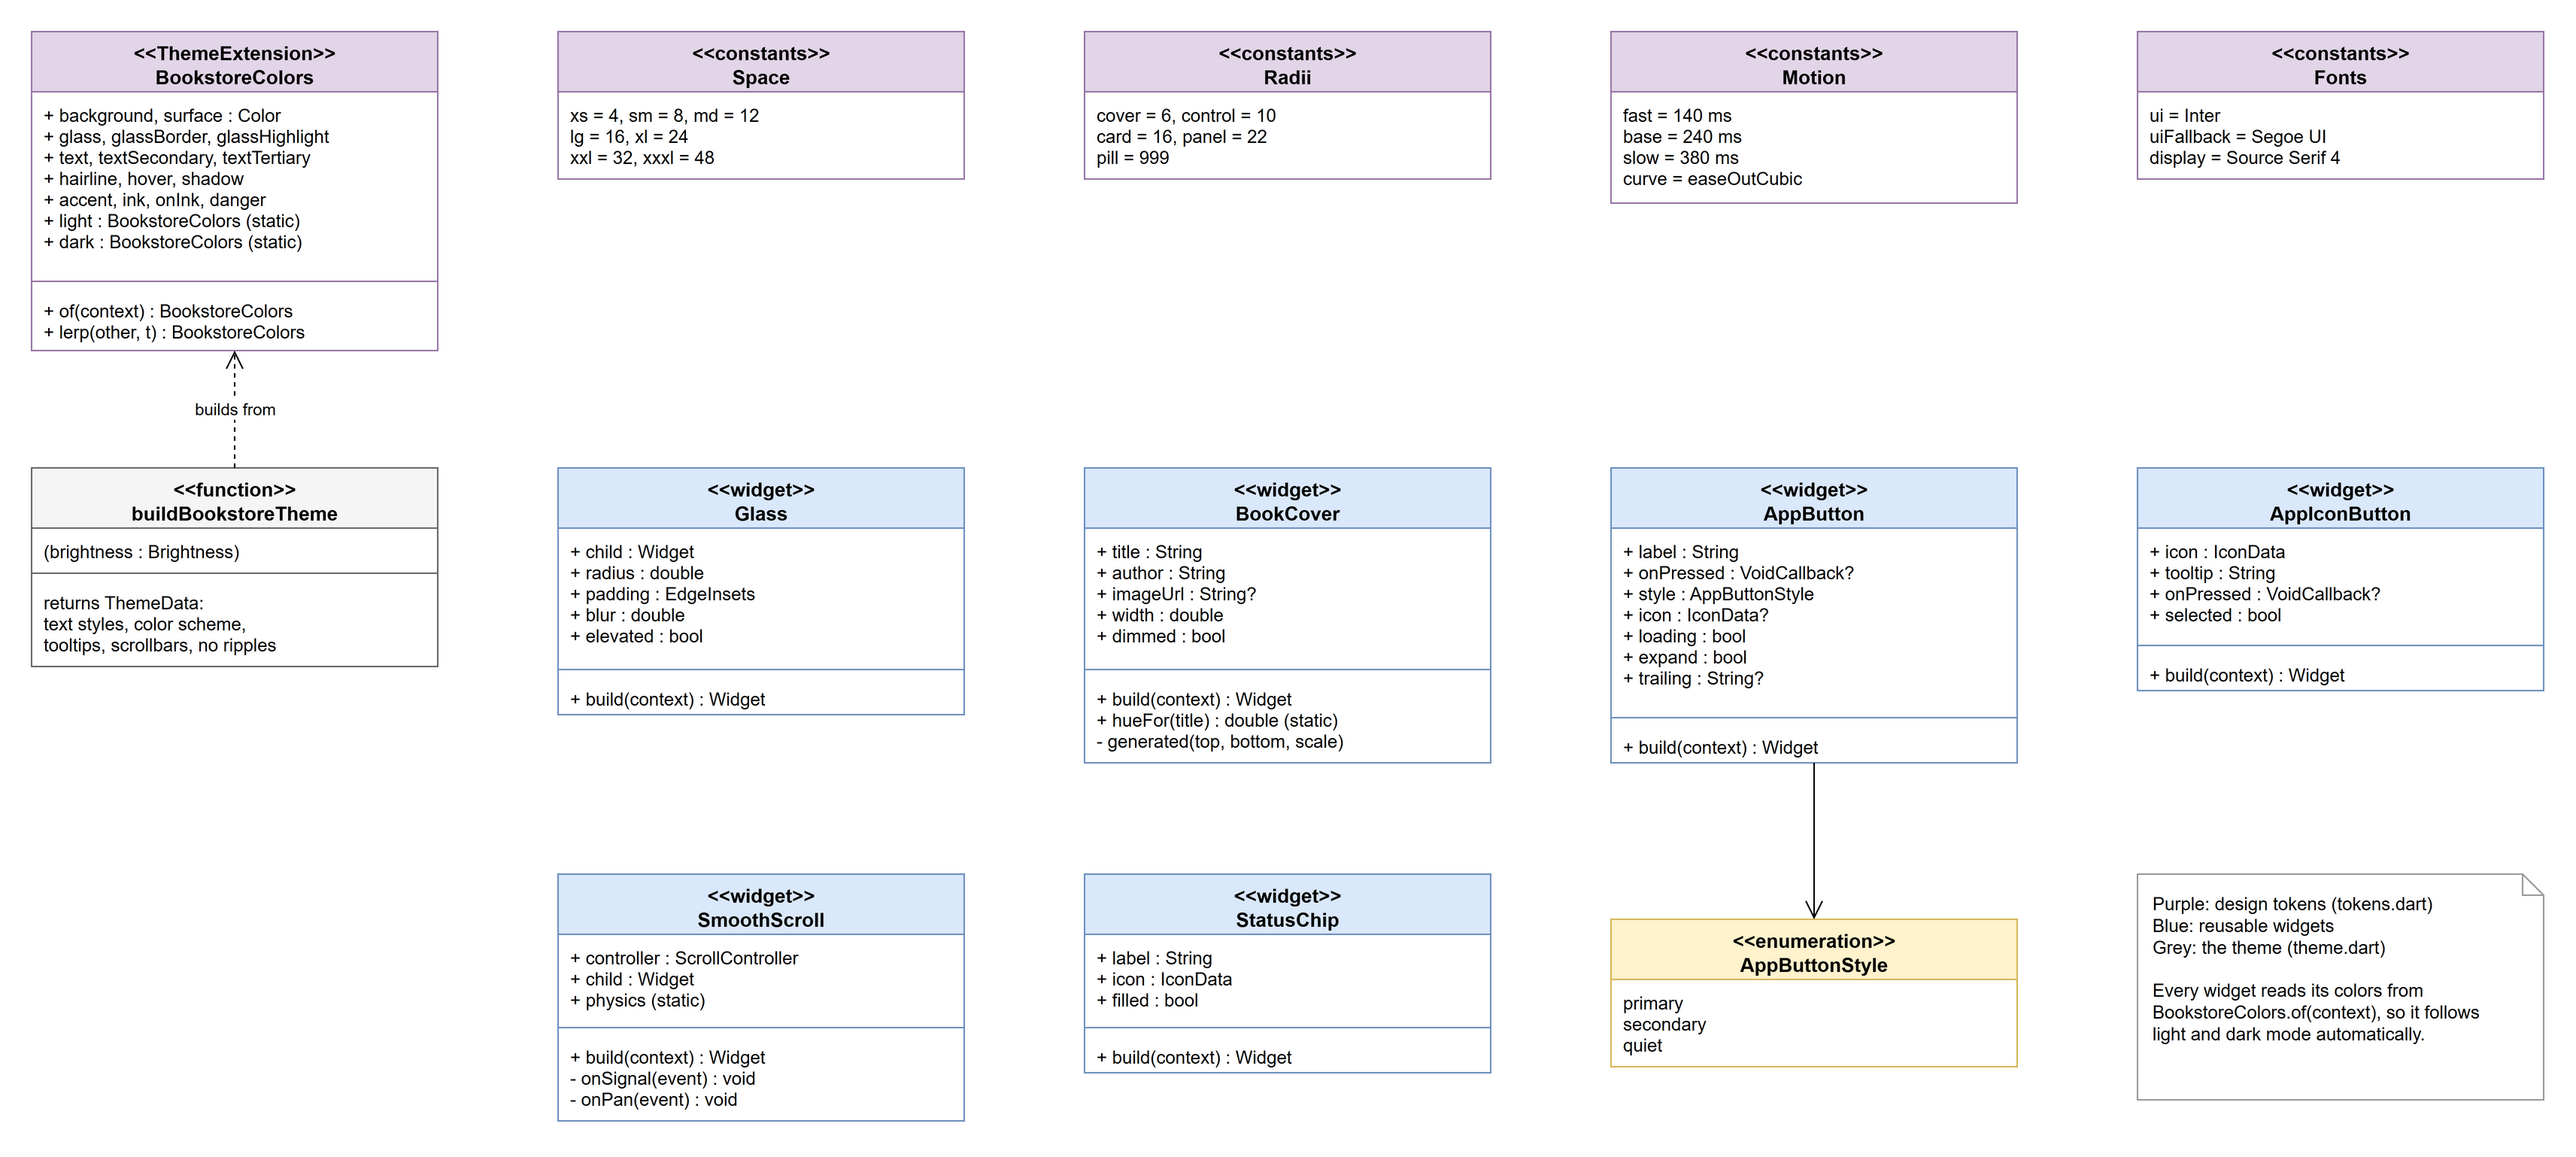 <<ThemeExtension>>
BookstoreColors
+ background, surface : Color
+ glass, glassBorder, glassHighlight
+ text, textSecondary, textTertiary
+ hairline, hover, shadow
+ accent, ink, onInk, danger
+ light : BookstoreColors (static)
+ dark : BookstoreColors (static)
+ of(context) : BookstoreColors
+ lerp(other, t) : BookstoreColors
<<constants>>
Space
xs = 4, sm = 8, md = 12
lg = 16, xl = 24
xxl = 32, xxxl = 48
<<constants>>
Radii
cover = 6, control = 10
card = 16, panel = 22
pill = 999
<<constants>>
Motion
fast = 140 ms
base = 240 ms
slow = 380 ms
curve = easeOutCubic
<<constants>>
Fonts
ui = Inter
uiFallback = Segoe UI
display = Source Serif 4
builds from
<<function>>
buildBookstoreTheme
(brightness : Brightness)
returns ThemeData:
text styles, color scheme,
tooltips, scrollbars, no ripples
<<widget>>
Glass
+ child : Widget
+ radius : double
+ padding : EdgeInsets
+ blur : double
+ elevated : bool
+ build(context) : Widget
<<widget>>
BookCover
+ title : String
+ author : String
+ imageUrl : String?
+ width : double
+ dimmed : bool
+ build(context) : Widget
+ hueFor(title) : double (static)
- generated(top, bottom, scale)
<<widget>>
AppButton
+ label : String
+ onPressed : VoidCallback?
+ style : AppButtonStyle
+ icon : IconData?
+ loading : bool
+ expand : bool
+ trailing : String?
+ build(context) : Widget
<<widget>>
AppIconButton
+ icon : IconData
+ tooltip : String
+ onPressed : VoidCallback?
+ selected : bool
+ build(context) : Widget
<<widget>>
SmoothScroll
+ controller : ScrollController
+ child : Widget
+ physics (static)
+ build(context) : Widget
- onSignal(event) : void
- onPan(event) : void
<<widget>>
StatusChip
+ label : String
+ icon : IconData
+ filled : bool
+ build(context) : Widget
<<enumeration>>
AppButtonStyle
primary
secondary
quiet
Purple: design tokens (tokens.dart)
Blue: reusable widgets
Grey: the theme (theme.dart)
Every widget reads its colors from
BookstoreColors.of(context), so it follows
light and dark mode automatically.